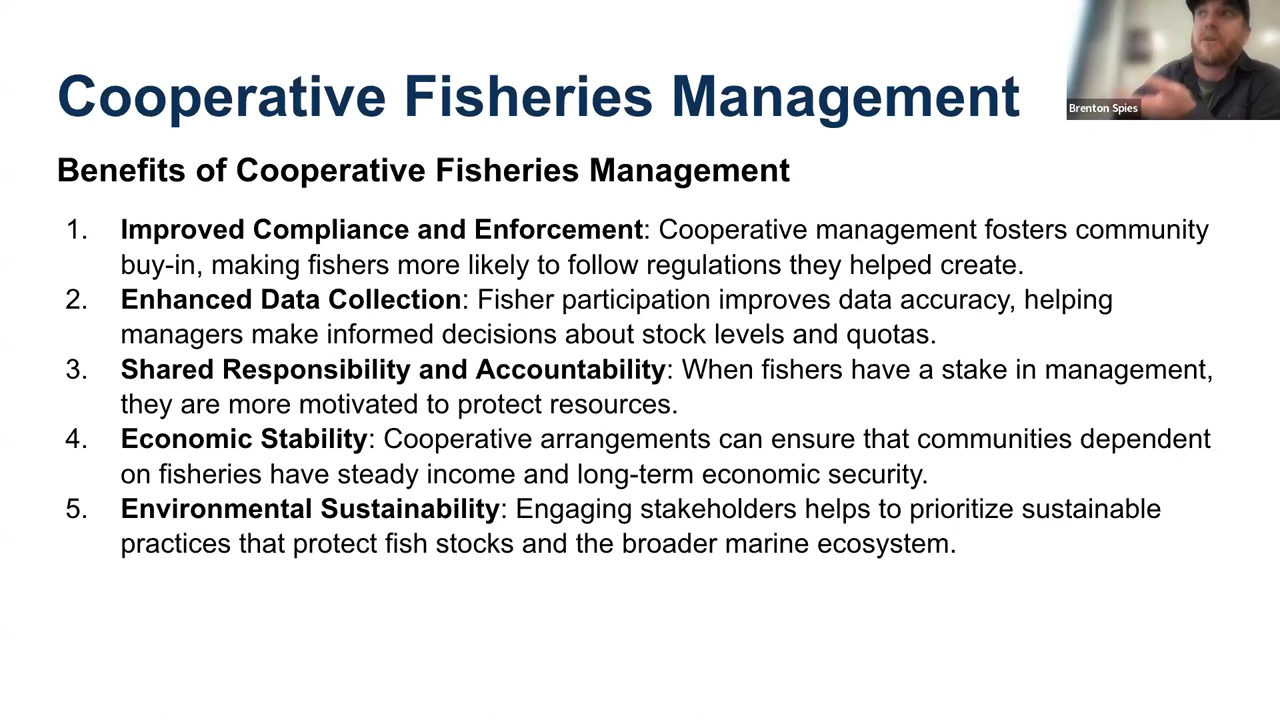 Cooperative Fisheries Management
Brenton Spies
Benefits of Cooperative Fisheries Management
1. Improved Compliance and Enforcement: Cooperative management fosters community
buy-in, making fishers more likely to follow regulations they helped create.
2. Enhanced Data Collection: Fisher participation improves data accuracy, helping
managers make informed decisions about stock levels and quotas.
3. Shared Responsibility and Accountability: When fishers have a stake in management,
they are more motivated to protect resources.
4. Economic Stability: Cooperative arrangements can ensure that communities dependent
on fisheries have steady income and long-term economic security.
5. Environmental Sustainability: Engaging stakeholders helps to prioritize sustainable
practices that protect fish stocks and the broader marine ecosystem.